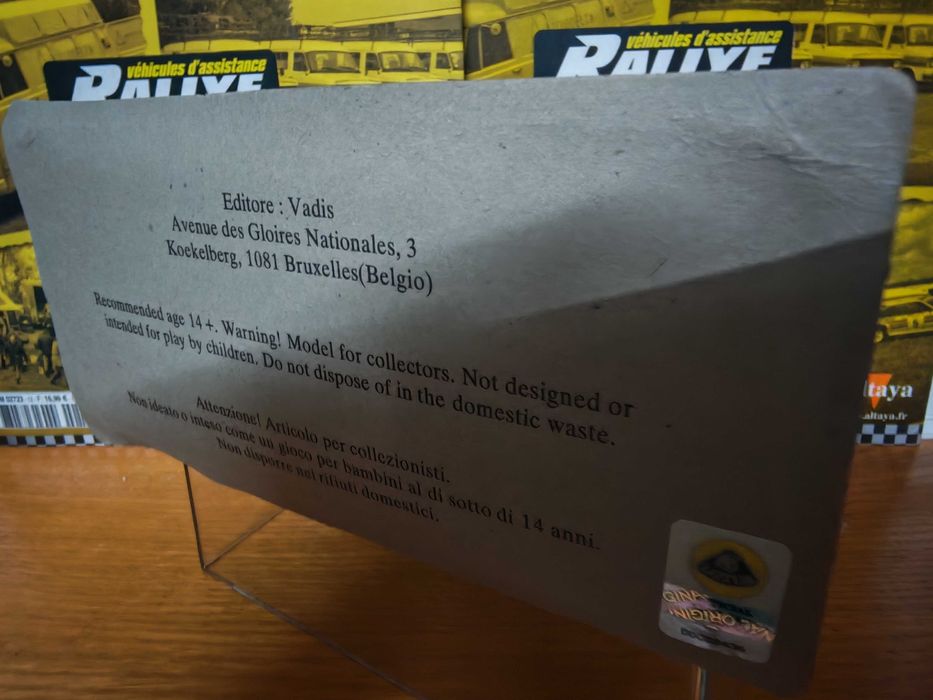 véhicules d'assistance
RALLYE
véhicules d'assistance
RALLYE
Editore : Vadis
Avenue des Gloires Nationales, 3
Koekelberg, 1081 Bruxelles(Belgio)
Recommended age 14 +. Warning! Model for collectors. Not designed or
intended for play by children. Do not dispose of in the domestic waste.
Attenzione! Articolo per collezionisti.
Non ideato o inteso come un gioco per bambini al di sotto di 14 anni.
Non disporre nei rifiuti domestici.
M 02723
F
altaya
.altaya.fr